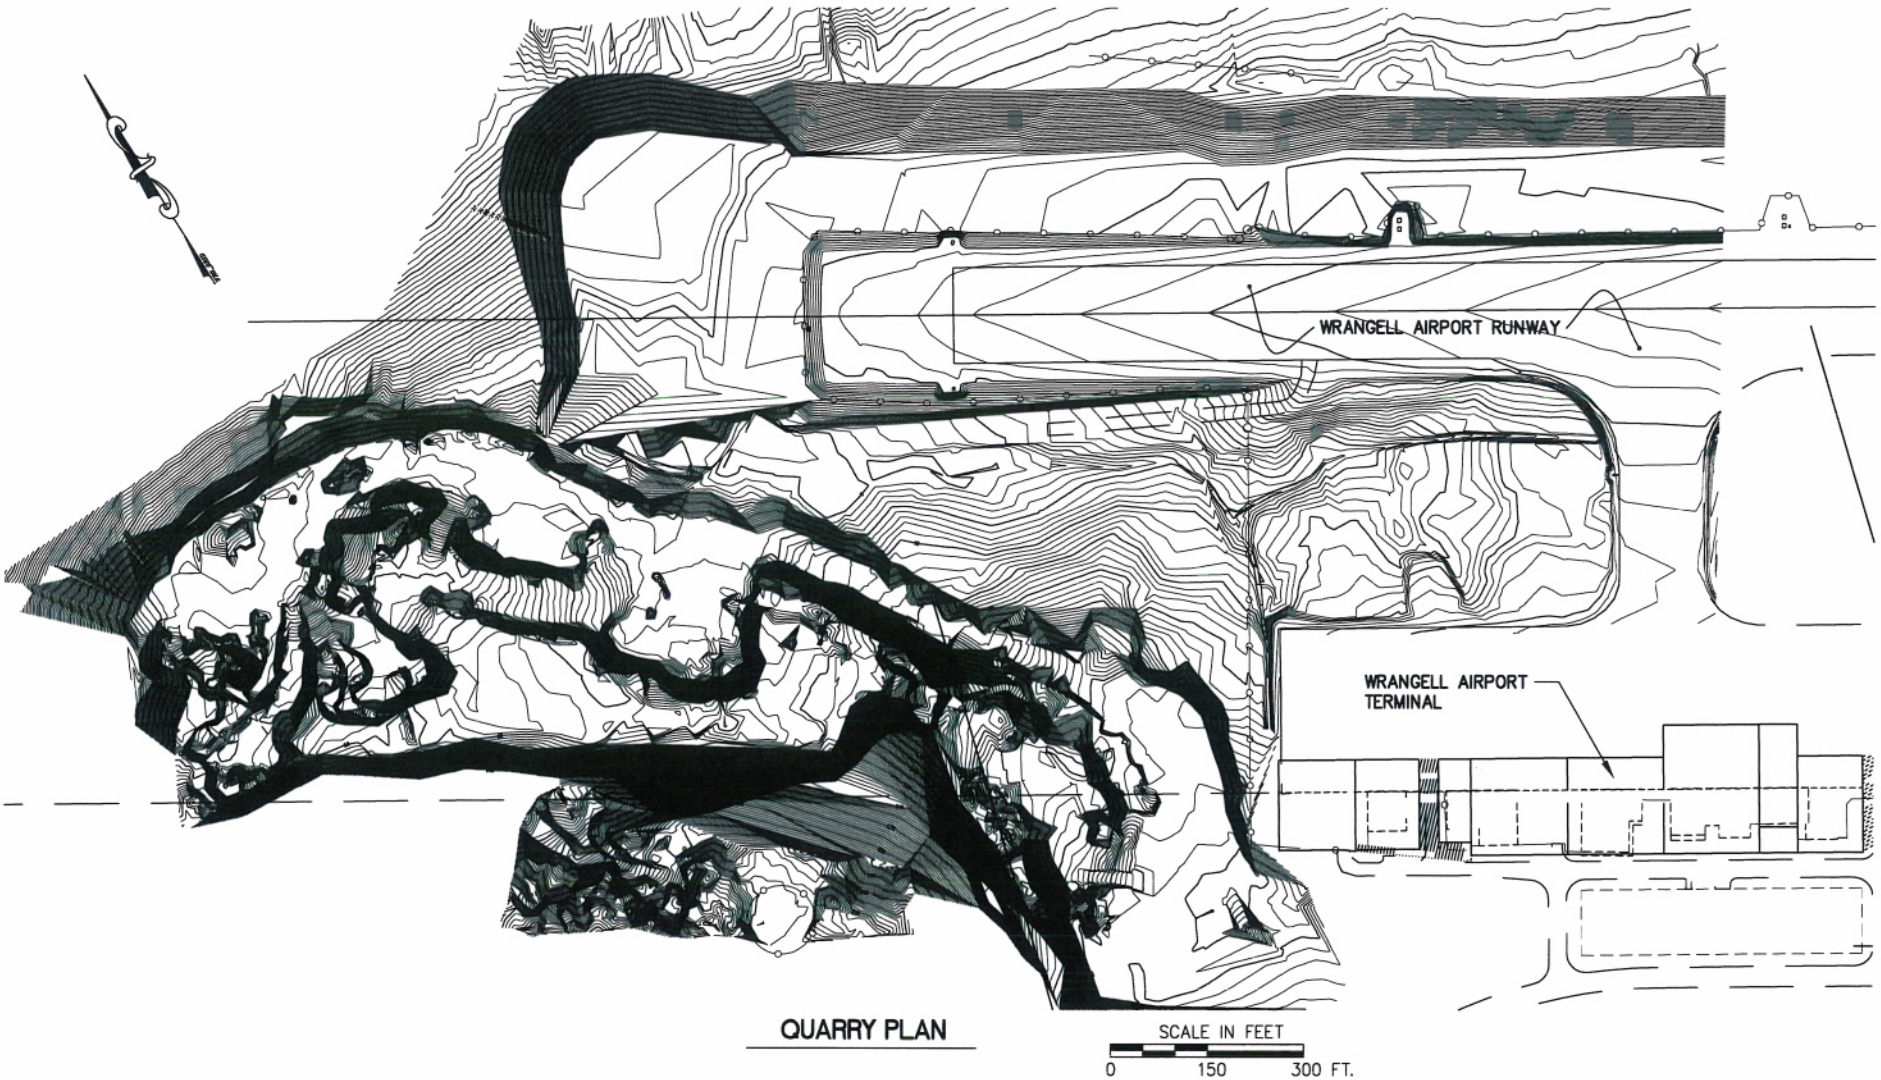 WRANGELL AIRPORT RUNWAY
WRANGELL AIRPORT
TERMINAL
QUARRY PLAN
SCALE IN FEET
0 150 300 FT.